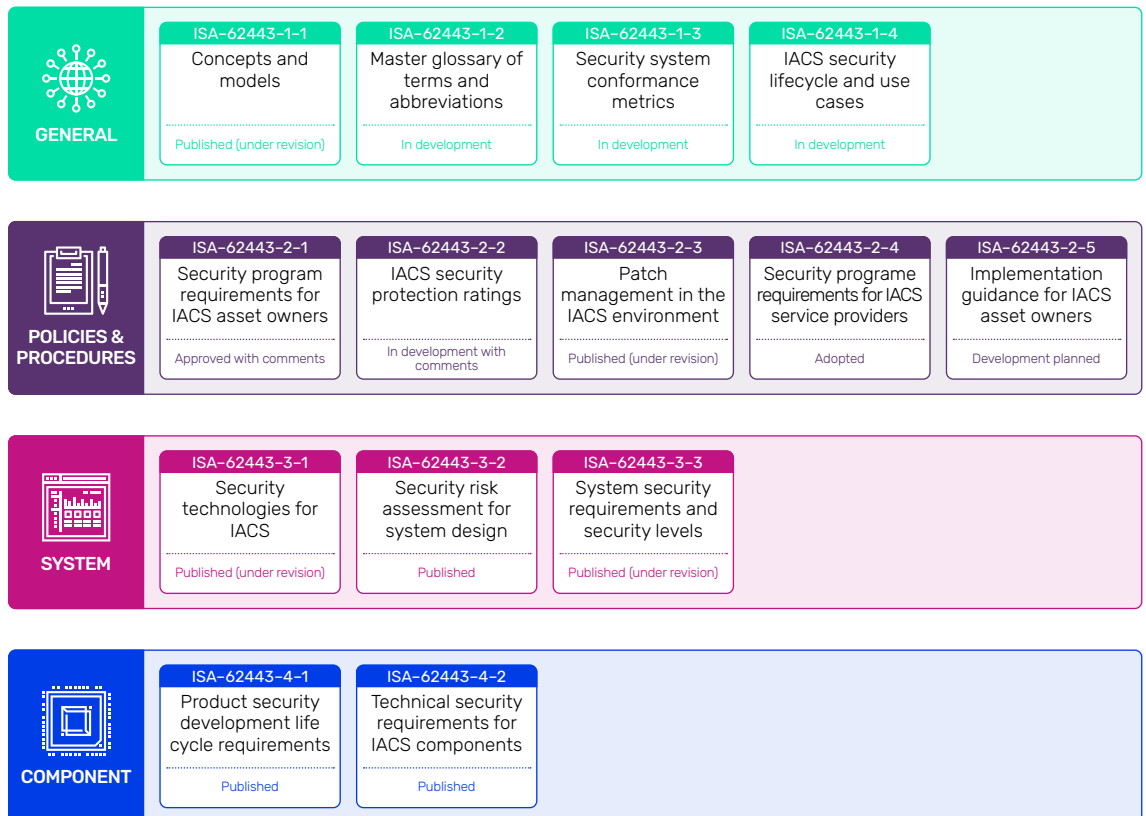 GENERAL
ISA-62443-1-1
Concepts and
models
Published (under revision)
ISA-62443-1-2
Master glossary of
terms and
abbreviations
In development
ISA-62443-1-3
Security system
conformance
metrics
In development
ISA-62443-1-4
IACS security
lifecycle and use
cases
In development
POLICIES &
PROCEDURES
ISA-62443-2-1
Security program
requirements for
IACS asset owners
Approved with comments
ISA-62443-2-2
IACS security
protection ratings
In development with
comments
ISA-62443-2-3
Patch
management in the
IACS environment
Published (under revision)
ISA-62443-2-4
Security programe
requirements for IACS
service providers
Adopted
ISA-62443-2-5
Implementation
guidance for IACS
asset owners
Development planned
SYSTEM
ISA-62443-3-1
Security
technologies for
IACS
Published (under revision)
ISA-62443-3-2
Security risk
assessment for
system design
Published
ISA-62443-3-3
System security
requirements and
security levels
Published (under revision)
COMPONENT
ISA-62443-4-1
Product security
development life
cycle requirements
Published
ISA-62443-4-2
Technical security
requirements for
IACS components
Published